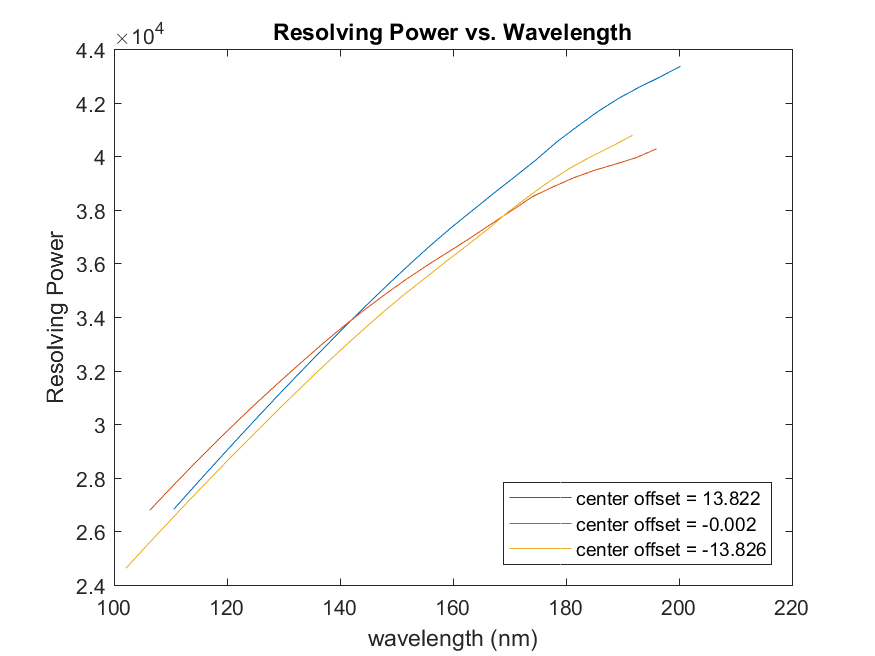 Resolving Power vs. Wavelength
×10⁴
4.4
4.2
4
3.8
3.6
3.4
3.2
3
2.8
2.6
2.4
Resolving Power
center offset = 13.822
center offset = -0.002
center offset = -13.826
100 120 140 160 180 200 220
wavelength (nm)